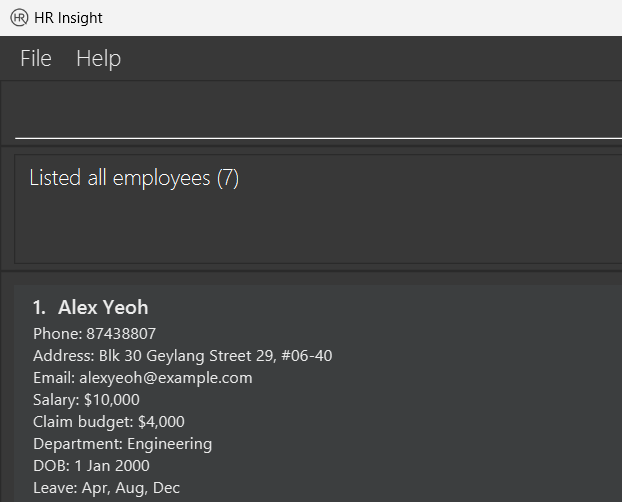 HR HR Insight
File Help
Listed all employees (7)
1. Alex Yeoh
Phone: 87438807
Address: Blk 30 Geylang Street 29, #06-40
Email: alexyeoh@example.com
Salary: $10,000
Claim budget: $4,000
Department: Engineering
DOB: 1 Jan 2000
Leave: Apr, Aug, Dec